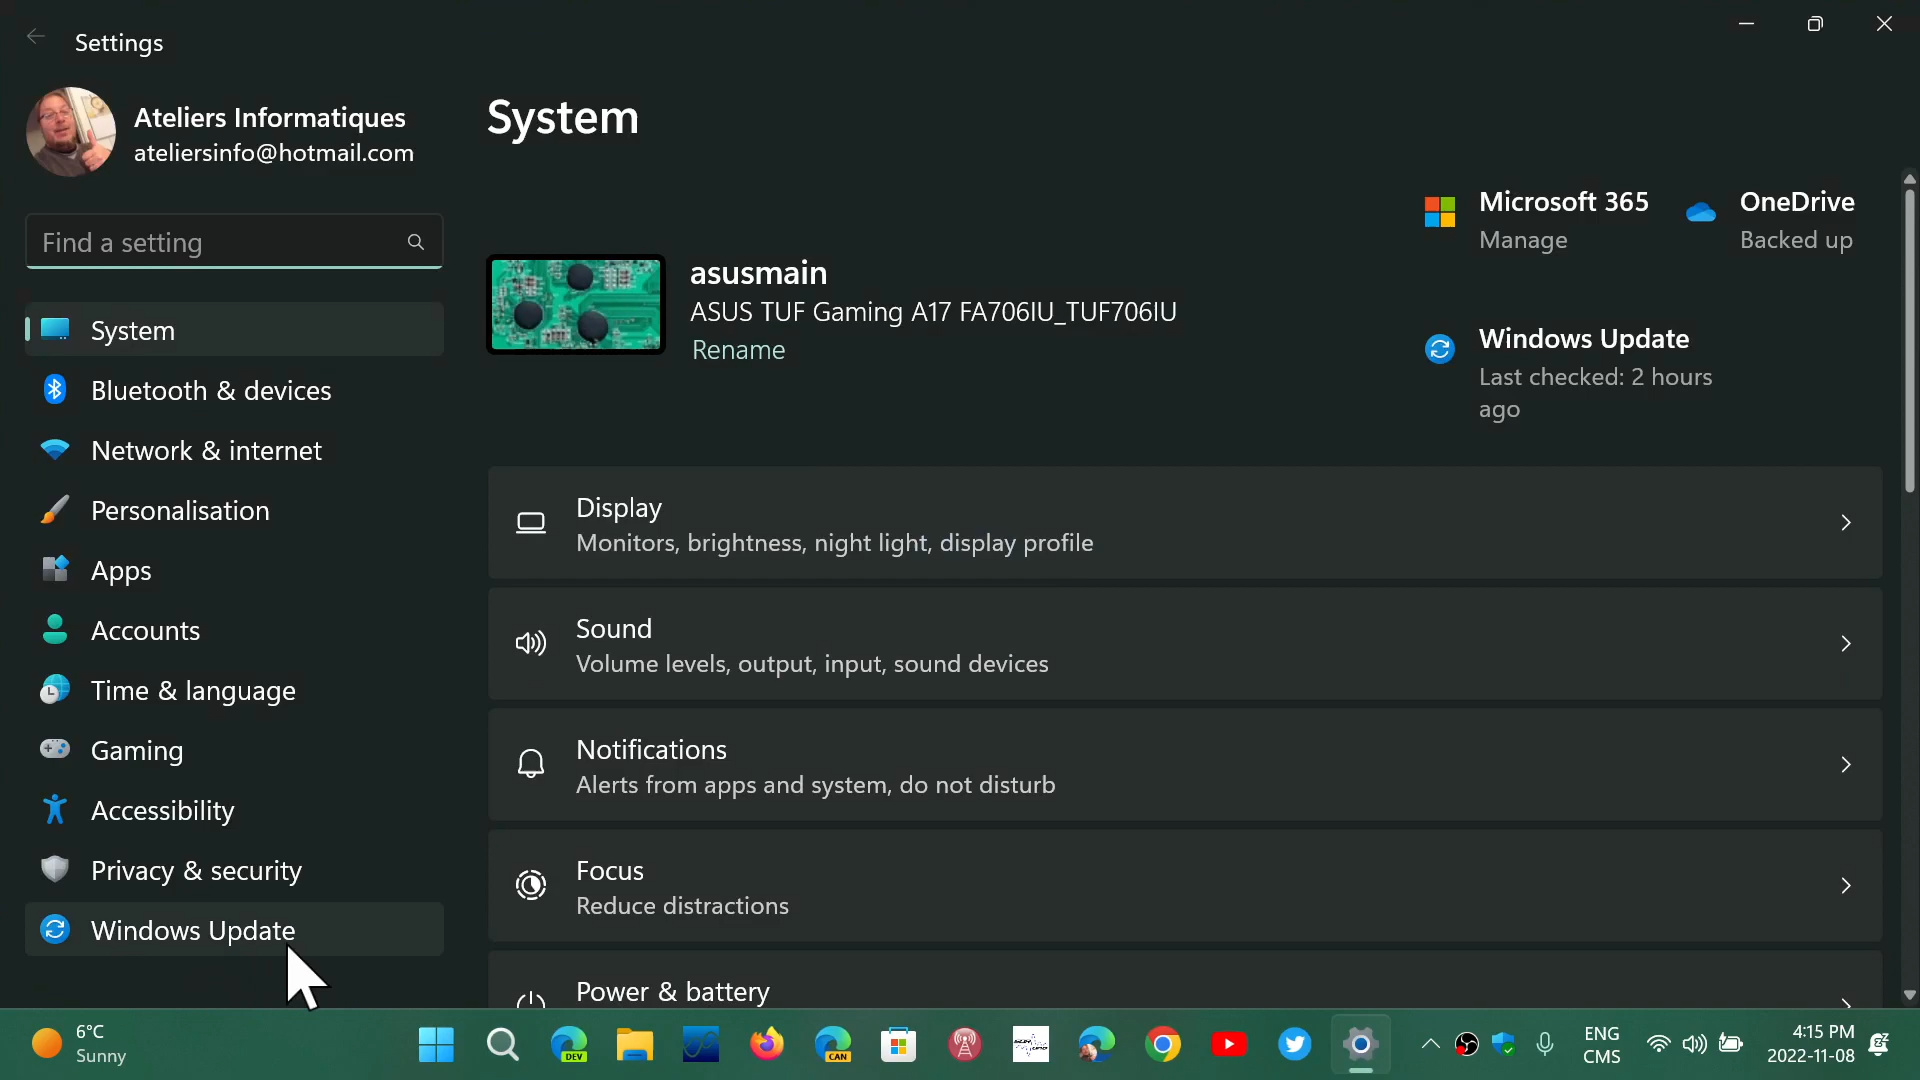 Settings
Ateliers Informatiques
ateliersinfo@hotmail.com
Find a setting
System
Bluetooth & devices
Network & internet
Personalisation
Apps
Accounts
Time & language
Gaming
Accessibility
Privacy & security
Windows Update
System
asusmain
ASUS TUF Gaming A17 FA706IU_TUF706IU
Rename
Microsoft 365
Manage
OneDrive
Backed up
Windows Update
Last checked: 2 hours
ago
Display
Monitors, brightness, night light, display profile
Sound
Volume levels, output, input, sound devices
Notifications
Alerts from apps and system, do not disturb
Focus
Reduce distractions
Power & battery
6°C
Sunny
DEV
CAN
ENG
CMS
4:15 PM
2022-11-08